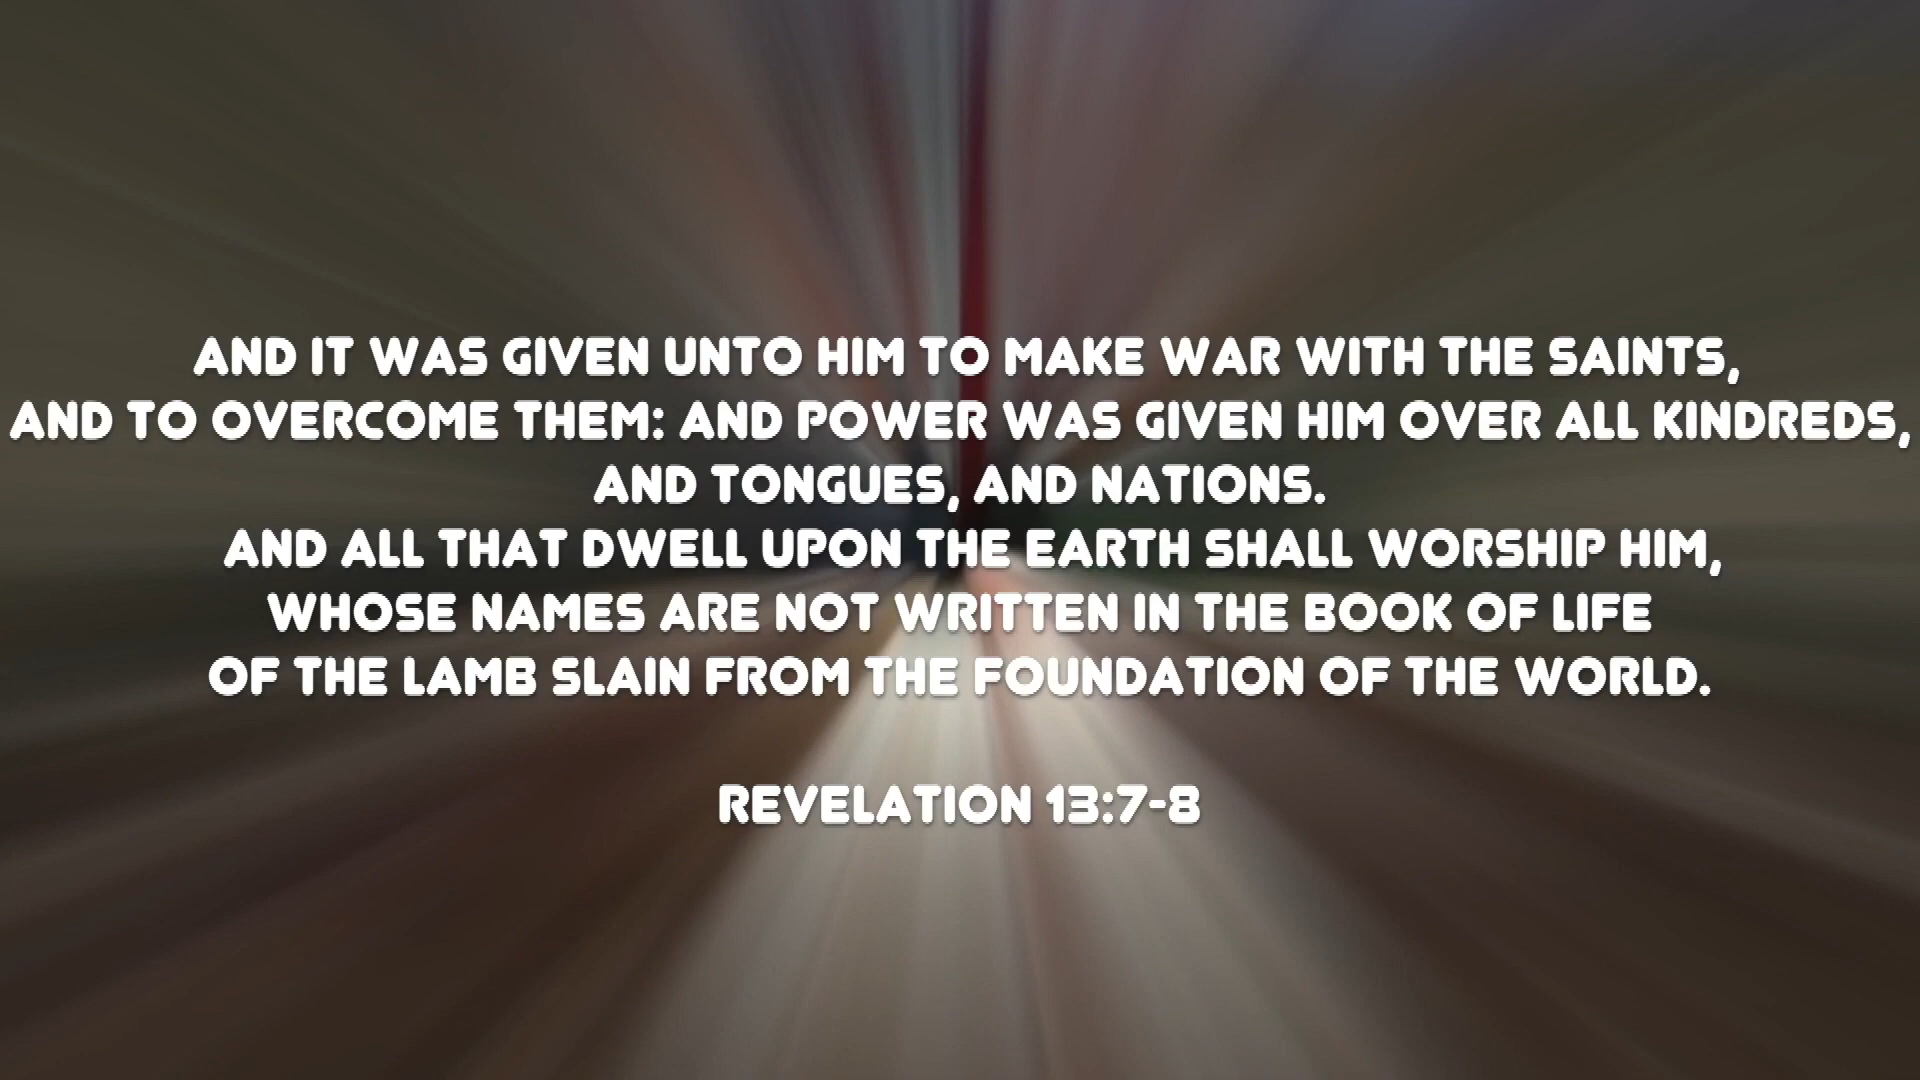 AND IT WAS GIVEN UNTO HIM TO MAKE WAR WITH THE SAINTS,
AND TO OVERCOME THEM: AND POWER WAS GIVEN HIM OVER ALL KINDREDS,
AND TONGUES, AND NATIONS.
AND ALL THAT DWELL UPON THE EARTH SHALL WORSHIP HIM,
WHOSE NAMES ARE NOT WRITTEN IN THE BOOK OF LIFE
OF THE LAMB SLAIN FROM THE FOUNDATION OF THE WORLD.
REVELATION 13:7-8